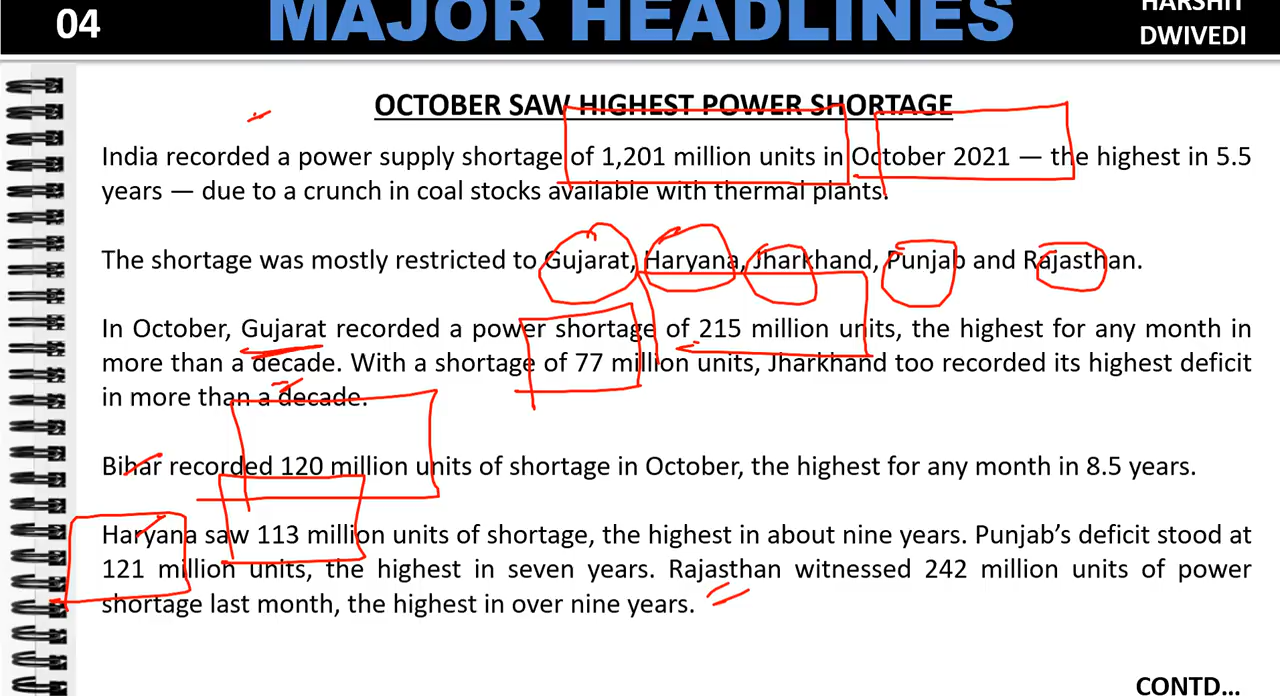 04
MAJOR HEADLINES
HARSHIT
DWIVEDI
OCTOBER SAW HIGHEST POWER SHORTAGE
India recorded a power supply shortage of 1,201 million units in October 2021 — the highest in 5.5
years — due to a crunch in coal stocks available with thermal plants.
The shortage was mostly restricted to Gujarat, Haryana, Jharkhand, Punjab and Rajasthan.
In October, Gujarat recorded a power shortage of 215 million units, the highest for any month in
more than a decade. With a shortage of 77 million units, Jharkhand too recorded its highest deficit
in more than a decade.
Bihar recorded 120 million units of shortage in October, the highest for any month in 8.5 years.
Haryana saw 113 million units of shortage, the highest in about nine years. Punjab’s deficit stood at
121 million units, the highest in seven years. Rajasthan witnessed 242 million units of power
shortage last month, the highest in over nine years.
CONTD...